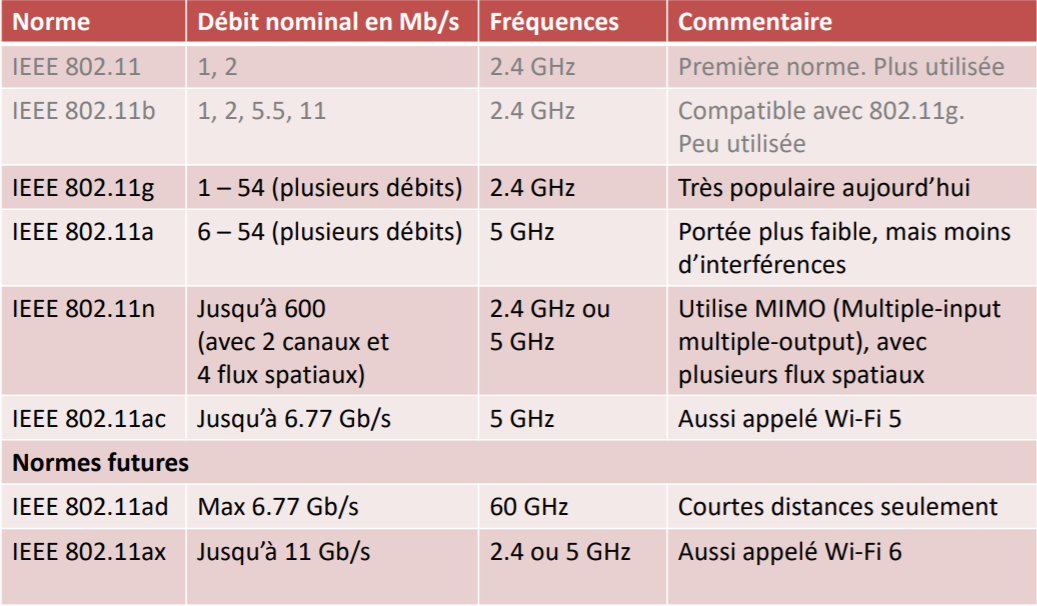 Norme Débit nominal en Mb/s Fréquences Commentaire
IEEE 802.11 1, 2 2.4 GHz Première norme. Plus utilisée
IEEE 802.11b 1, 2, 5.5, 11 2.4 GHz Compatible avec 802.11g.
Peu utilisée
IEEE 802.11g 1 – 54 (plusieurs débits) 2.4 GHz Très populaire aujourd’hui
IEEE 802.11a 6 – 54 (plusieurs débits) 5 GHz Portée plus faible, mais moins
d’interférences
IEEE 802.11n Jusqu’à 600 2.4 GHz ou Utilise MIMO (Multiple-input
(avec 2 canaux et 5 GHz multiple-output), avec
4 flux spatiaux) plusieurs flux spatiaux
IEEE 802.11ac Jusqu’à 6.77 Gb/s 5 GHz Aussi appelé Wi-Fi 5
Normes futures
IEEE 802.11ad Max 6.77 Gb/s 60 GHz Courtes distances seulement
IEEE 802.11ax Jusqu’à 11 Gb/s 2.4 ou 5 GHz Aussi appelé Wi-Fi 6